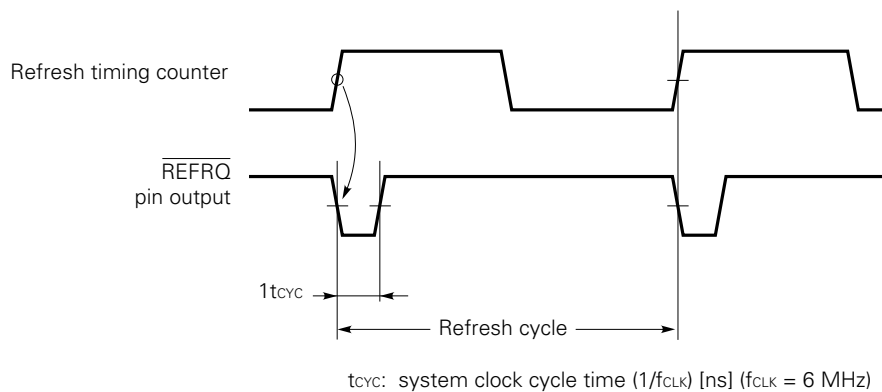 Refresh timing counter
REFRQ
pin output
1tCYC
Refresh cycle
tCYC: system clock cycle time (1/fCLK) [ns] (fCLK = 6 MHz)